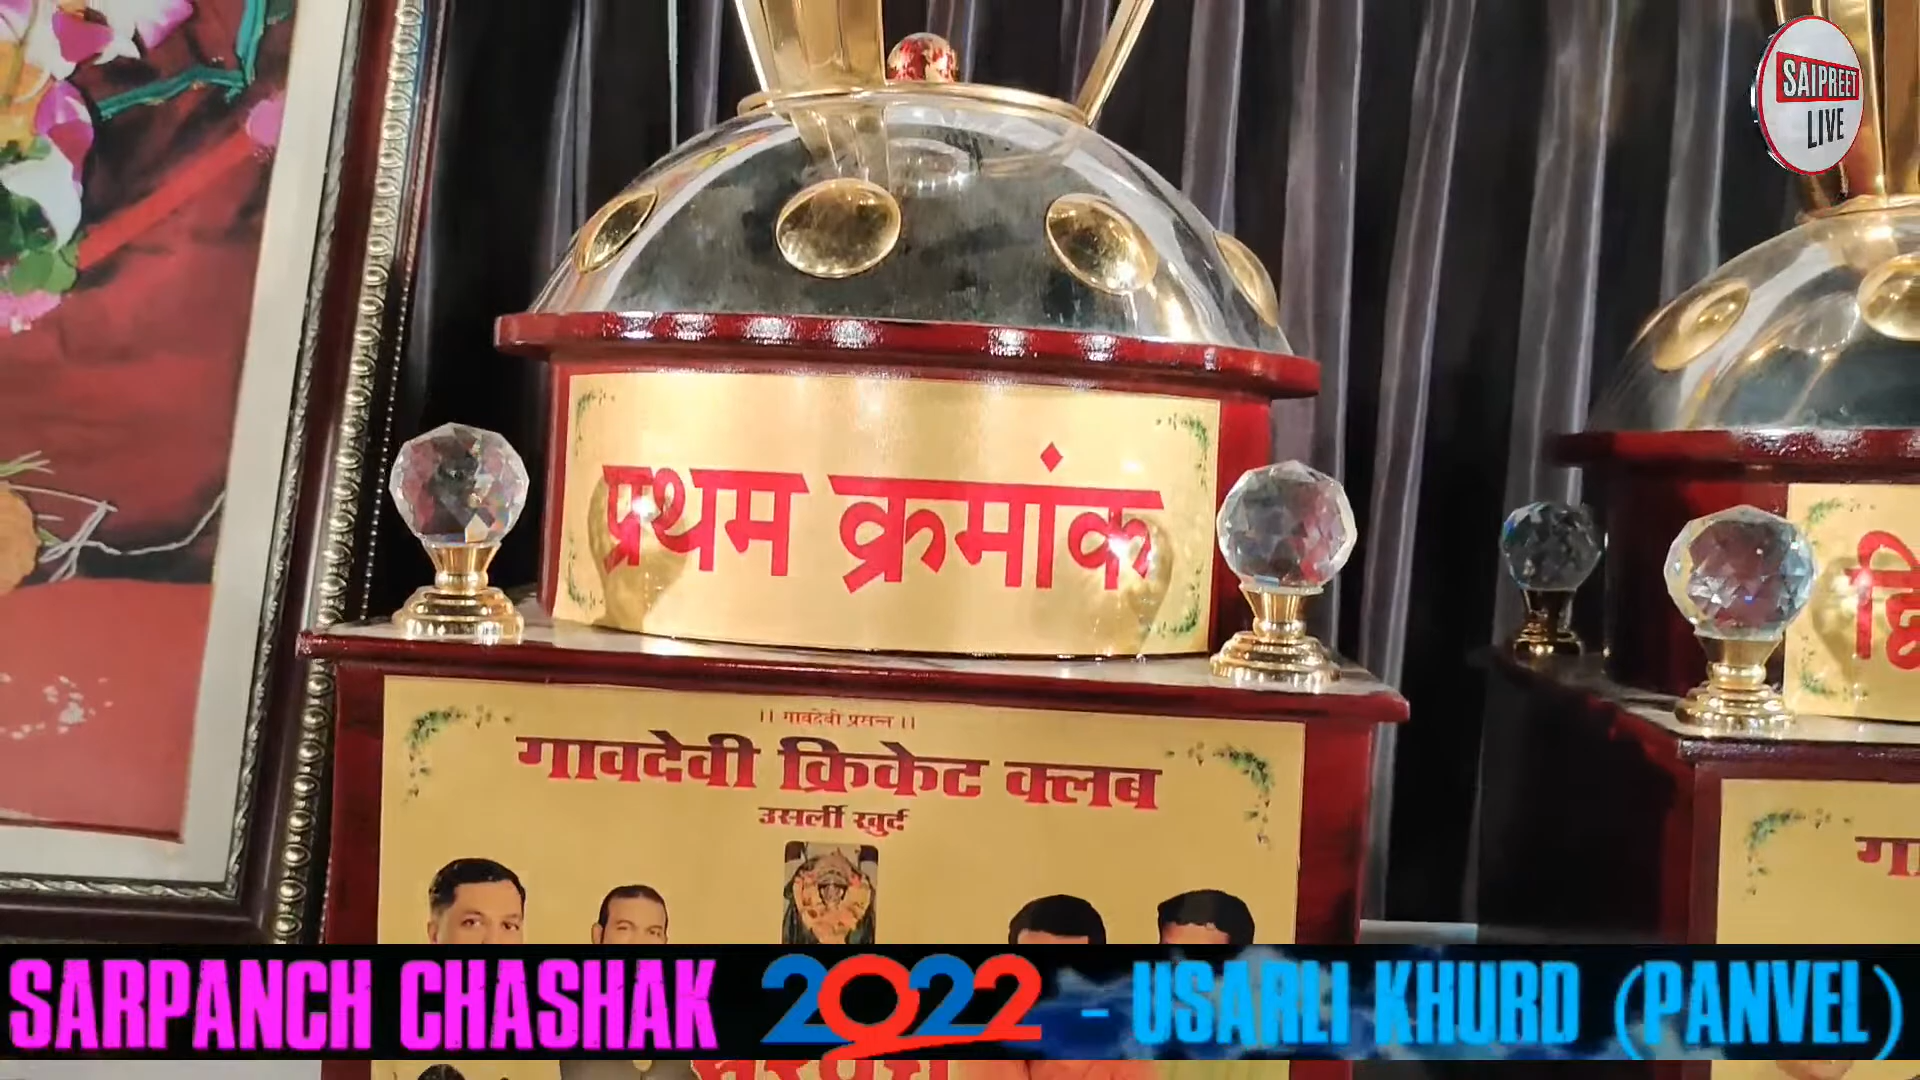 SAIPREET
LIVE
प्रथम क्रमांक
।। गावदेवी प्रसन्न ।।
गावदेवी क्रिकेट क्लब
उसर्ली खुर्द
SARPANCH CHASHAK 2022 - USARLI KHURD (PANVEL)